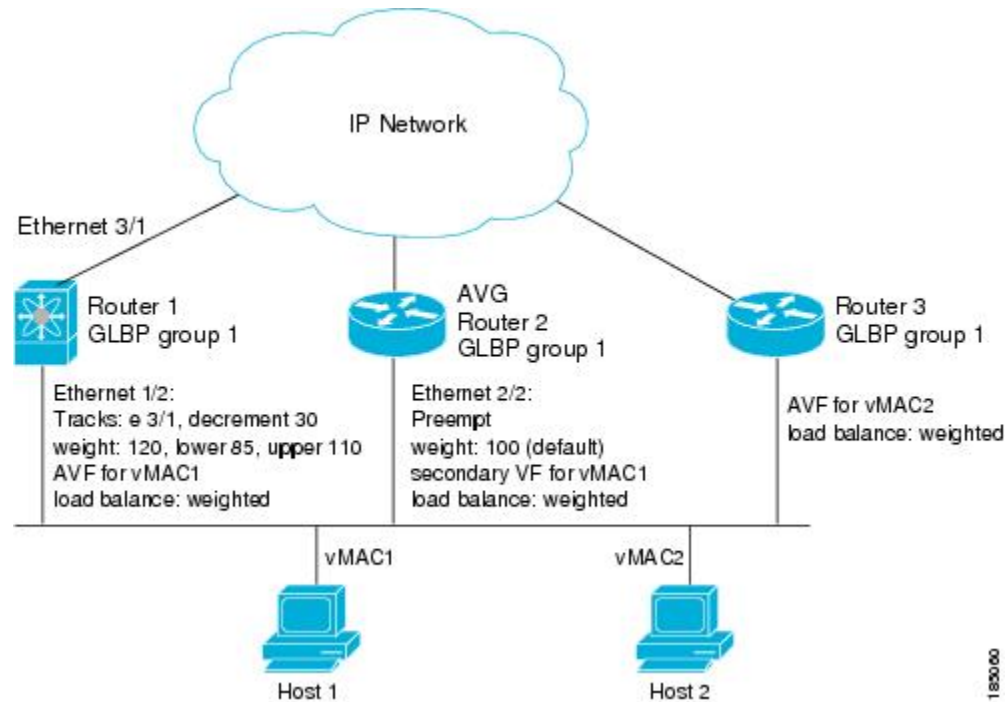 IP Network
Ethernet 3/1
Router 1
GLBP group 1
AVG
Router 2
GLBP group 1
Router 3
GLBP group 1
Ethernet 1/2:
Tracks: e 3/1, decrement 30
weight: 120, lower 85, upper 110
AVF for vMAC1
load balance: weighted
Ethernet 2/2:
Preempt
weight: 100 (default)
secondary VF for vMAC1
load balance: weighted
AVF for vMAC2
load balance: weighted
vMAC1
vMAC2
Host 1
Host 2
185060